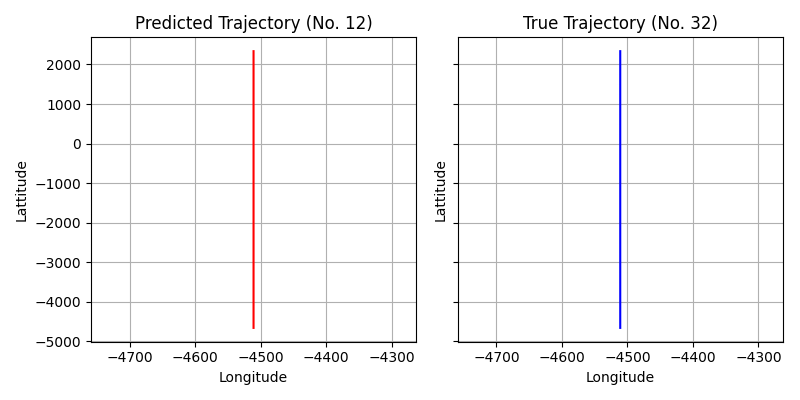 Predicted Trajectory (No. 12)
True Trajectory (No. 32)
2000
1000
0
−1000
−2000
−3000
−4000
−5000
Lattitude
Lattitude
−4700 −4600 −4500 −4400 −4300
−4700 −4600 −4500 −4400 −4300
Longitude
Longitude